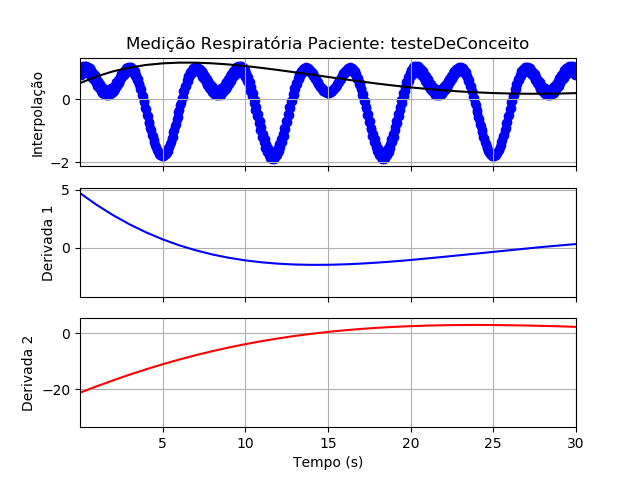 Medição Respiratória Paciente: testeDeConceito
Interpolação
0
−2
Derivada 1
5
0
Derivada 2
0
−20
5 10 15 20 25 30
Tempo (s)